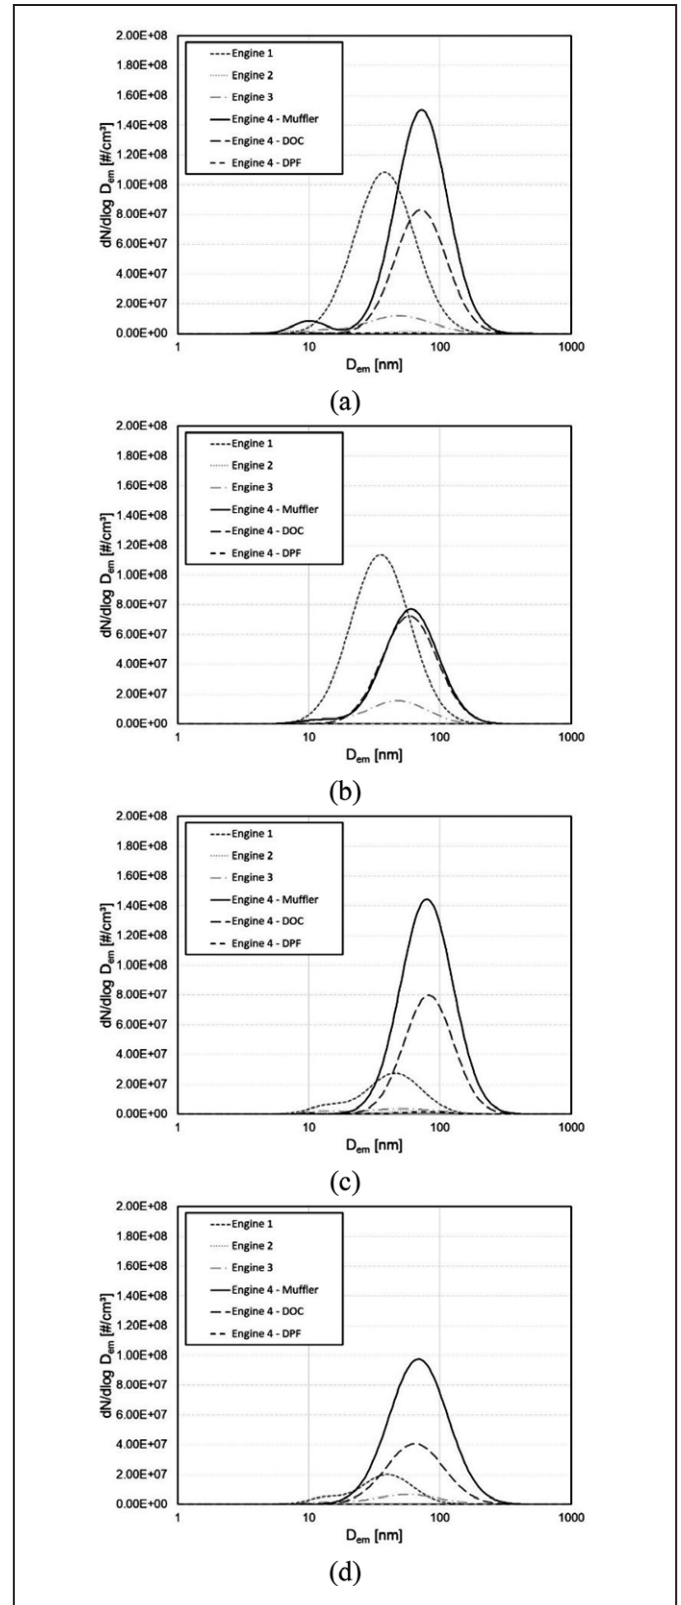 2.00E+08
1.80E+08
1.60E+08
1.40E+08
1.20E+08
1.00E+08
8.00E+07
6.00E+07
4.00E+07
2.00E+07
0.00E+00
dN/dlog Dem [#/cm³]
Engine 1
Engine 2
Engine 3
Engine 4 - Muffler
Engine 4 - DOC
Engine 4 - DPF
1 10 100 1000
Dem [nm]
(a)
2.00E+08
1.80E+08
1.60E+08
1.40E+08
1.20E+08
1.00E+08
8.00E+07
6.00E+07
4.00E+07
2.00E+07
0.00E+00
dN/dlog Dem [#/cm³]
Engine 1
Engine 2
Engine 3
Engine 4 - Muffler
Engine 4 - DOC
Engine 4 - DPF
1 10 100 1000
Dem [nm]
(b)
2.00E+08
1.80E+08
1.60E+08
1.40E+08
1.20E+08
1.00E+08
8.00E+07
6.00E+07
4.00E+07
2.00E+07
0.00E+00
dN/dlog Dem [#/cm³]
Engine 1
Engine 2
Engine 3
Engine 4 - Muffler
Engine 4 - DOC
Engine 4 - DPF
1 10 100 1000
Dem [nm]
(c)
2.00E+08
1.80E+08
1.60E+08
1.40E+08
1.20E+08
1.00E+08
8.00E+07
6.00E+07
4.00E+07
2.00E+07
0.00E+00
dN/dlog Dem [#/cm³]
Engine 1
Engine 2
Engine 3
Engine 4 - Muffler
Engine 4 - DOC
Engine 4 - DPF
1 10 100 1000
Dem [nm]
(d)